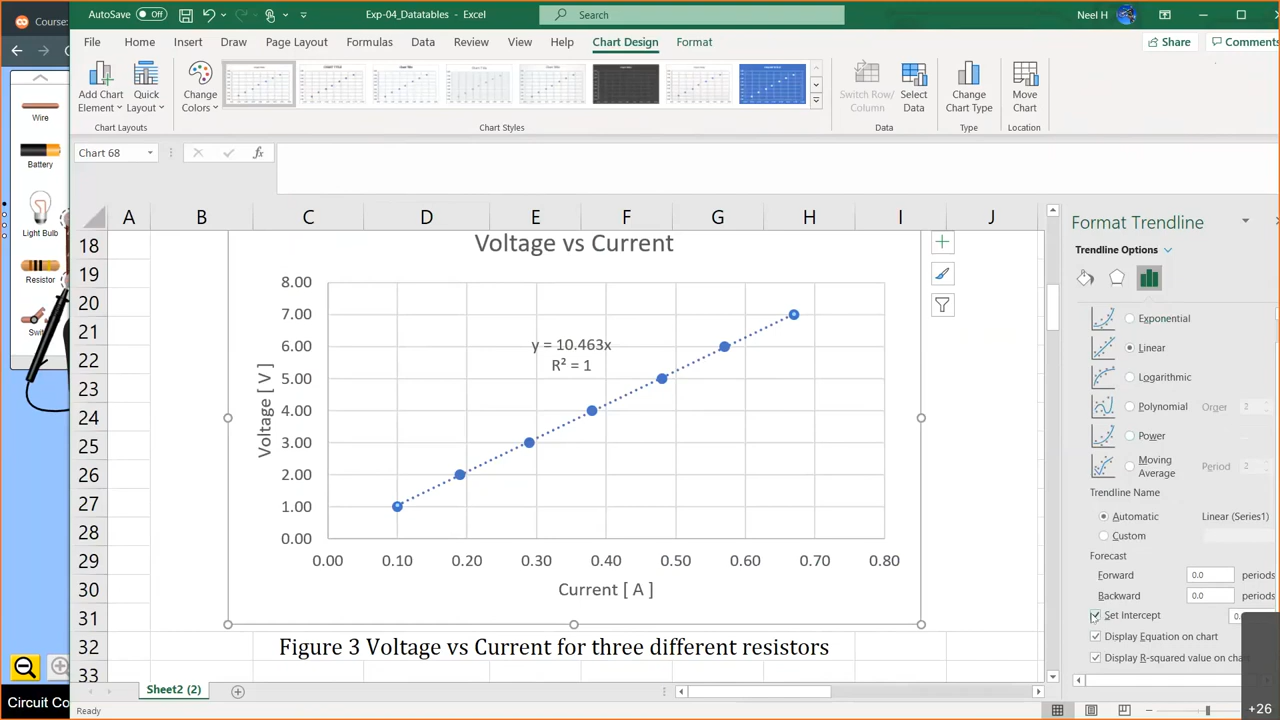 Course:
AutoSave Off
Exp-04_Datatables - Excel
Search
Neel H
File Home Insert Draw Page Layout Formulas Data Review View Help Chart Design Format
Share Comments
Add Chart Element
Quick Layout
Change Colors
Switch Row/ Column
Select Data
Change Chart Type
Move Chart
Chart Layouts Chart Styles Data Type Location
Wire
Battery
Light Bulb
Resistor
Chart 68
fx
A B C D E F G H I J
18
19
20
21
22
23
24
25
26
27
28
29
30
31
32
33
Voltage vs Current
8.00
7.00
6.00
5.00
4.00
3.00
2.00
1.00
0.00
Voltage [ V ]
y = 10.463x
R² = 1
0.00 0.10 0.20 0.30 0.40 0.50 0.60 0.70 0.80
Current [ A ]
Figure 3 Voltage vs Current for three different resistors
Format Trendline
Trendline Options
Exponential
Linear
Logarithmic
Polynomial Order 2
Power
Moving Average Period 2
Trendline Name
Automatic Linear (Series1)
Custom
Forecast
Forward 0.0 periods
Backward 0.0 periods
Set Intercept
Display Equation on chart
Display R-squared value on chart
Sheet2 (2)
Circuit Co
Ready
+26